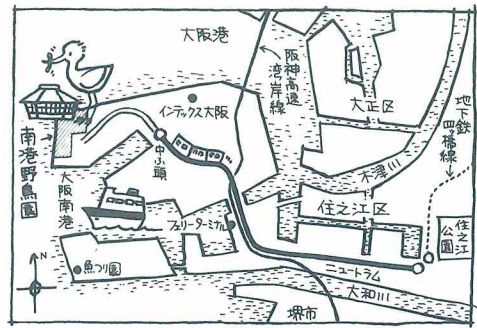 大阪港
阪神高速
湾岸線
大正区
地下鉄
四ッ橋線
インテックス大阪
木津川
中ふ頭
南港野鳥園
大阪南港
住之江区
住之江
公園
フェリーターミナル
魚つり園
ニュートラム
大和川
堺市
N